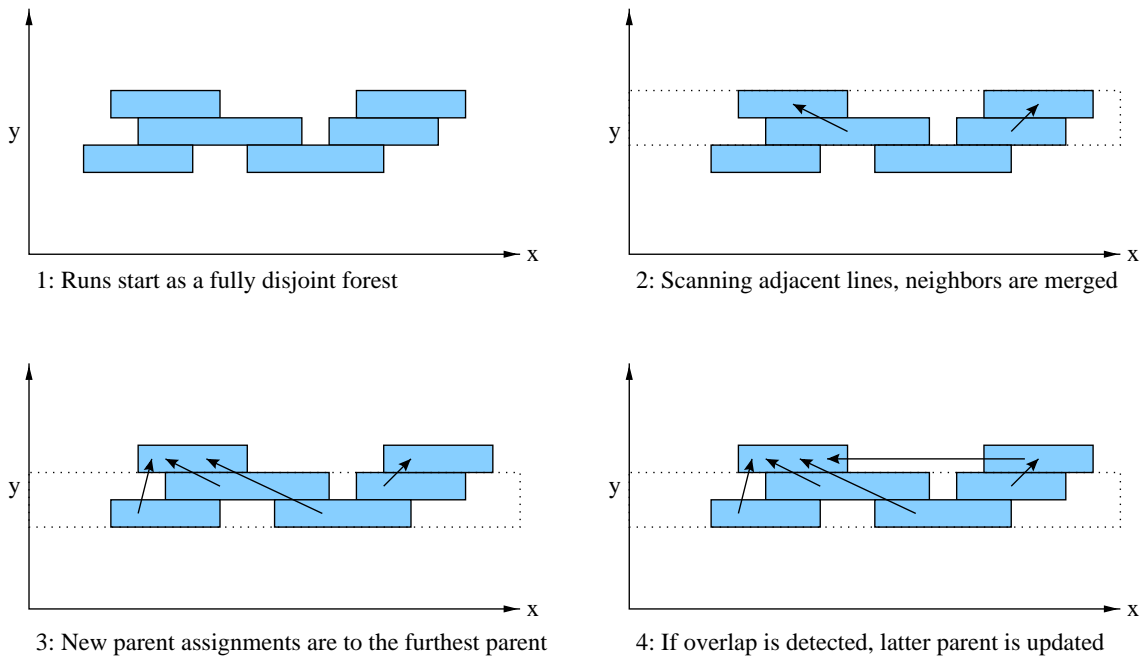 y
x
1: Runs start as a fully disjoint forest
y
x
2: Scanning adjacent lines, neighbors are merged
y
x
3: New parent assignments are to the furthest parent
y
x
4: If overlap is detected, latter parent is updated